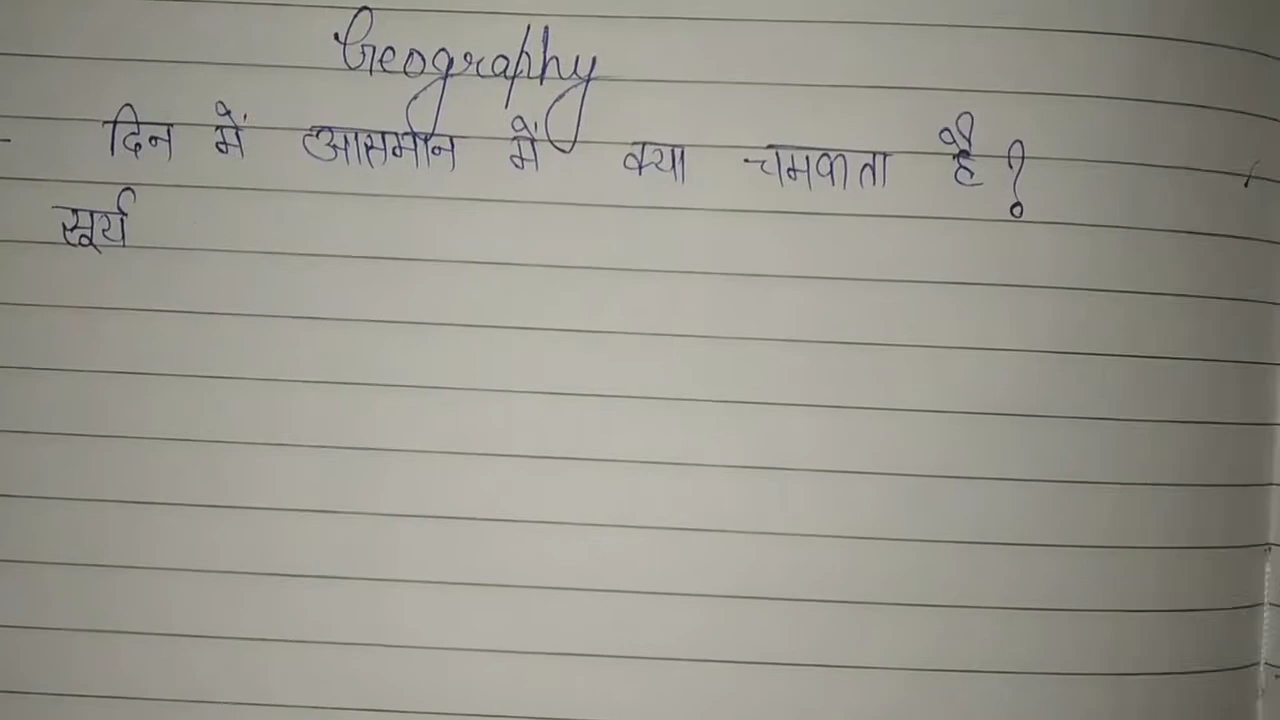 Geography
- दिन में आसमान में क्या चमकता है?
सूर्य